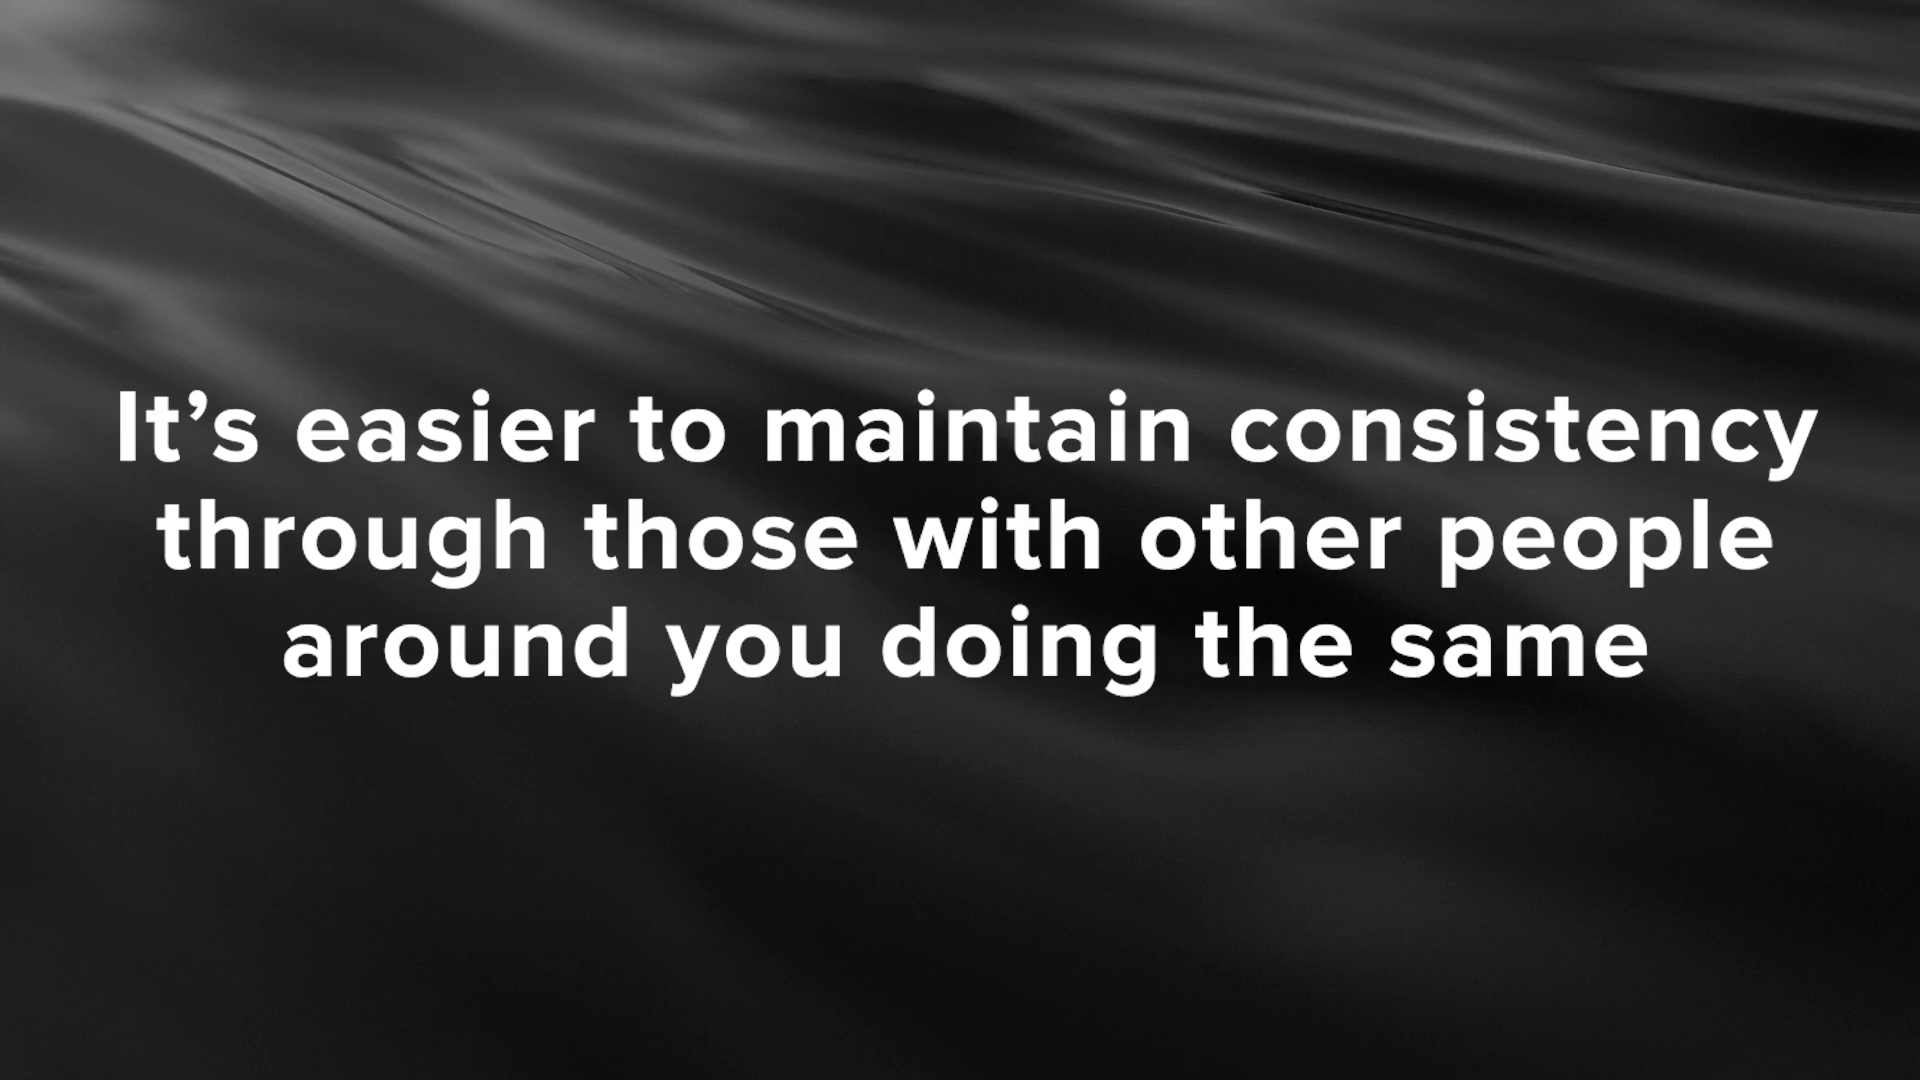 It’s easier to maintain consistency
through those with other people
around you doing the same